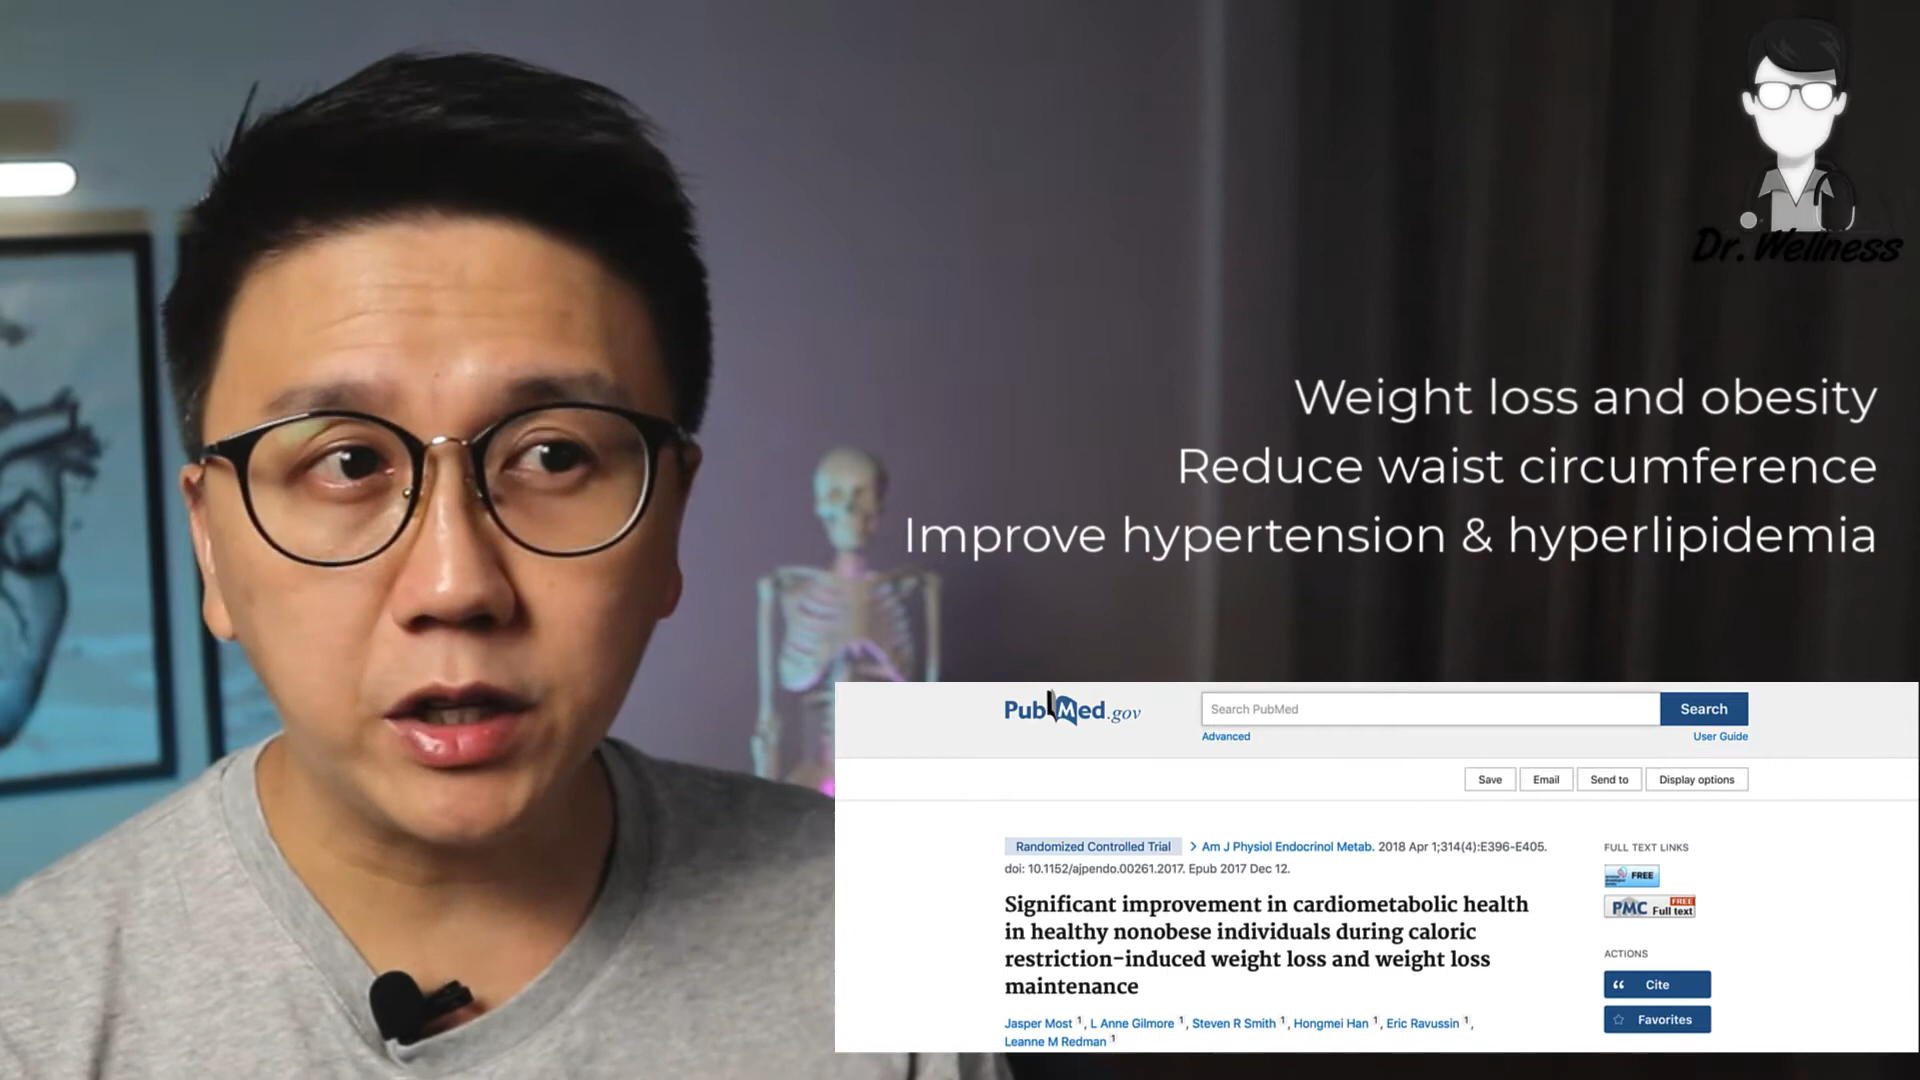 Dr. Wellness
Weight loss and obesity
Reduce waist circumference
Improve hypertension & hyperlipidemia
PubMed.gov
Search PubMed
Search
Advanced
User Guide
Save
Email
Send to
Display options
Randomized Controlled Trial > Am J Physiol Endocrinol Metab. 2018 Apr 1;314(4):E396-E405.
doi: 10.1152/ajpendo.00261.2017. Epub 2017 Dec 12.
Significant improvement in cardiometabolic health
in healthy nonobese individuals during caloric
restriction-induced weight loss and weight loss
maintenance
Jasper Most 1, L Anne Gilmore 1, Steven R Smith 1, Hongmei Han 1, Eric Ravussin 1,
Leanne M Redman 1
FULL TEXT LINKS
FREE
PMC FREE Full text
ACTIONS
Cite
Favorites